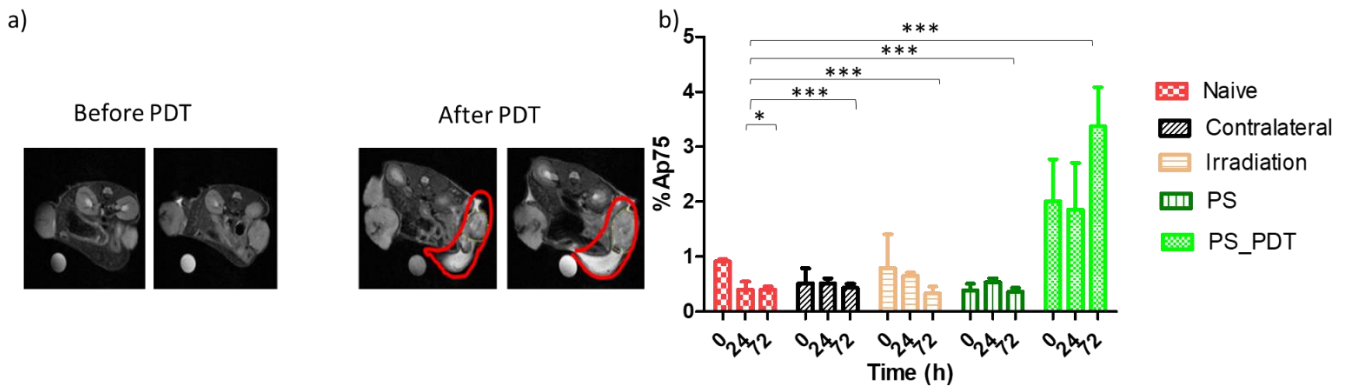 a)
Before PDT
After PDT
b)
%Ap75
5
4
3
2
1
0
***
***
***
***
*
0 24 72
0 24 72
0 24 72
0 24 72
0 24 72
Time (h)
Naive
Contralateral
Irradiation
PS
PS_PDT